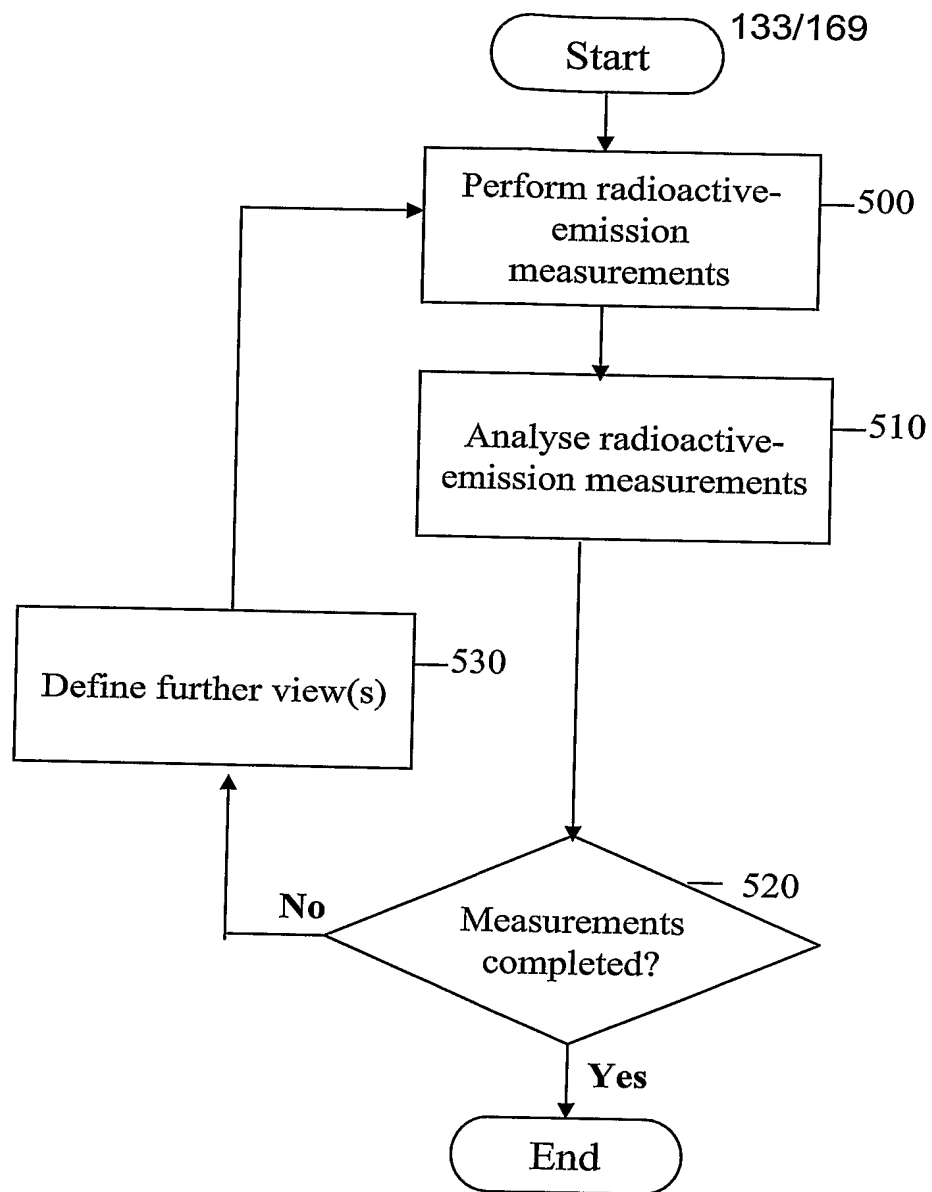 133/169
Start
Perform radioactive-
emission
measurements
500
Analyse radioactive-
emission measurements
510
Define further view(s)
530
520
No
Measurements
completed?
Yes
End